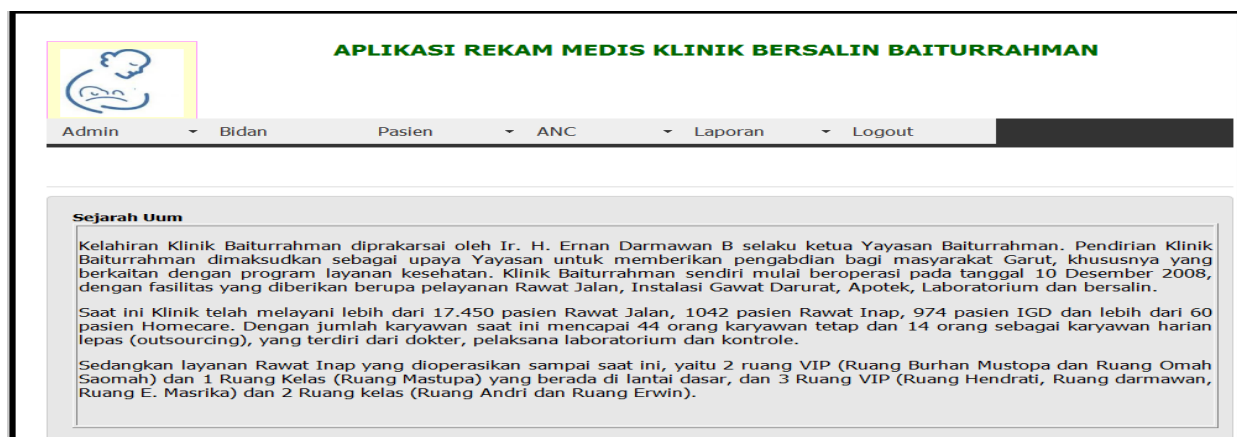 APLIKASI REKAM MEDIS KLINIK BERSALIN BAITURRAHMAN
Admin Bidan Pasien ANC Laporan Logout
Sejarah Uum
Kelahiran Klinik Baiturrahman diprakarsai oleh Ir. H. Ernan Darmawan B selaku ketua Yayasan Baiturrahman. Pendirian Klinik
Baiturrahman dimaksudkan sebagai upaya Yayasan untuk memberikan pengabdian bagi masyarakat Garut, khususnya yang
berkaitan dengan program layanan kesehatan. Klinik Baiturrahman sendiri mulai beroperasi pada tanggal 10 Desember 2008,
dengan fasilitas yang diberikan berupa pelayanan Rawat Jalan, Instalasi Gawat Darurat, Apotek, Laboratorium dan bersalin.
Saat ini Klinik telah melayani lebih dari 17.450 pasien Rawat Jalan, 1042 pasien Rawat Inap, 974 pasien IGD dan lebih dari 60
pasien Homecare. Dengan jumlah karyawan saat ini mencapai 44 orang karyawan tetap dan 14 orang sebagai karyawan harian
lepas (outsourcing), yang terdiri dari dokter, pelaksana laboratorium dan kontrole.
Sedangkan layanan Rawat Inap yang dioperasikan sampai saat ini, yaitu 2 ruang VIP (Ruang Burhan Mustopa dan Ruang Omah
Saomah) dan 1 Ruang Kelas (Ruang Mastupa) yang berada di lantai dasar, dan 3 Ruang VIP (Ruang Hendrati, Ruang darmawan,
Ruang E. Masrika) dan 2 Ruang kelas (Ruang Andri dan Ruang Erwin).